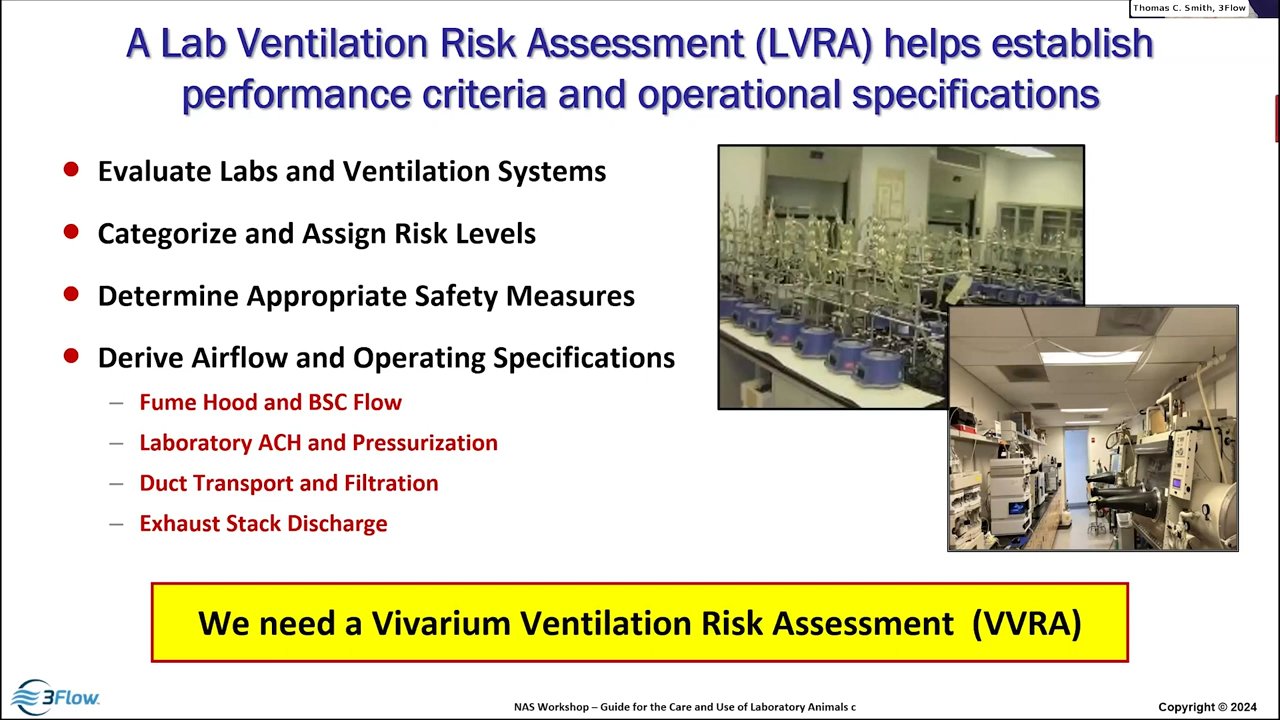 Thomas C. Smith, 3Flow
A Lab Ventilation Risk Assessment (LVRA) helps establish
performance criteria and operational specifications
Evaluate Labs and Ventilation Systems
Categorize and Assign Risk Levels
Determine Appropriate Safety Measures
Derive Airflow and Operating Specifications
– Fume Hood and BSC Flow
– Laboratory ACH and Pressurization
– Duct Transport and Filtration
– Exhaust Stack Discharge
We need a Vivarium Ventilation Risk Assessment (VVRA)
3Flow
NAS Workshop – Guide for the Care and Use of Laboratory Animals c
Copyright © 2024